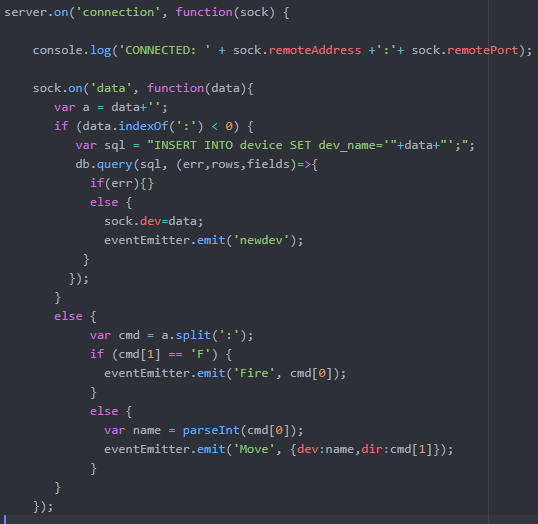 server.on('connection', function(sock) {
console.log('CONNECTED: ' + sock.remoteAddress +':'+ sock.remotePort);
sock.on('data', function(data){
var a = data+'';
if (data.indexOf(':') < 0) {
var sql = "INSERT INTO device SET dev_name='"+data+"';";
db.query(sql, (err,rows,fields)=>{
if(err){}
else {
sock.dev=data;
eventEmitter.emit('newdev');
}
});
}
else {
var cmd = a.split(':');
if (cmd[1] == 'F') {
eventEmitter.emit('Fire', cmd[0]);
}
else {
var name = parseInt(cmd[0]);
eventEmitter.emit('Move', {dev:name,dir:cmd[1]});
}
}
});